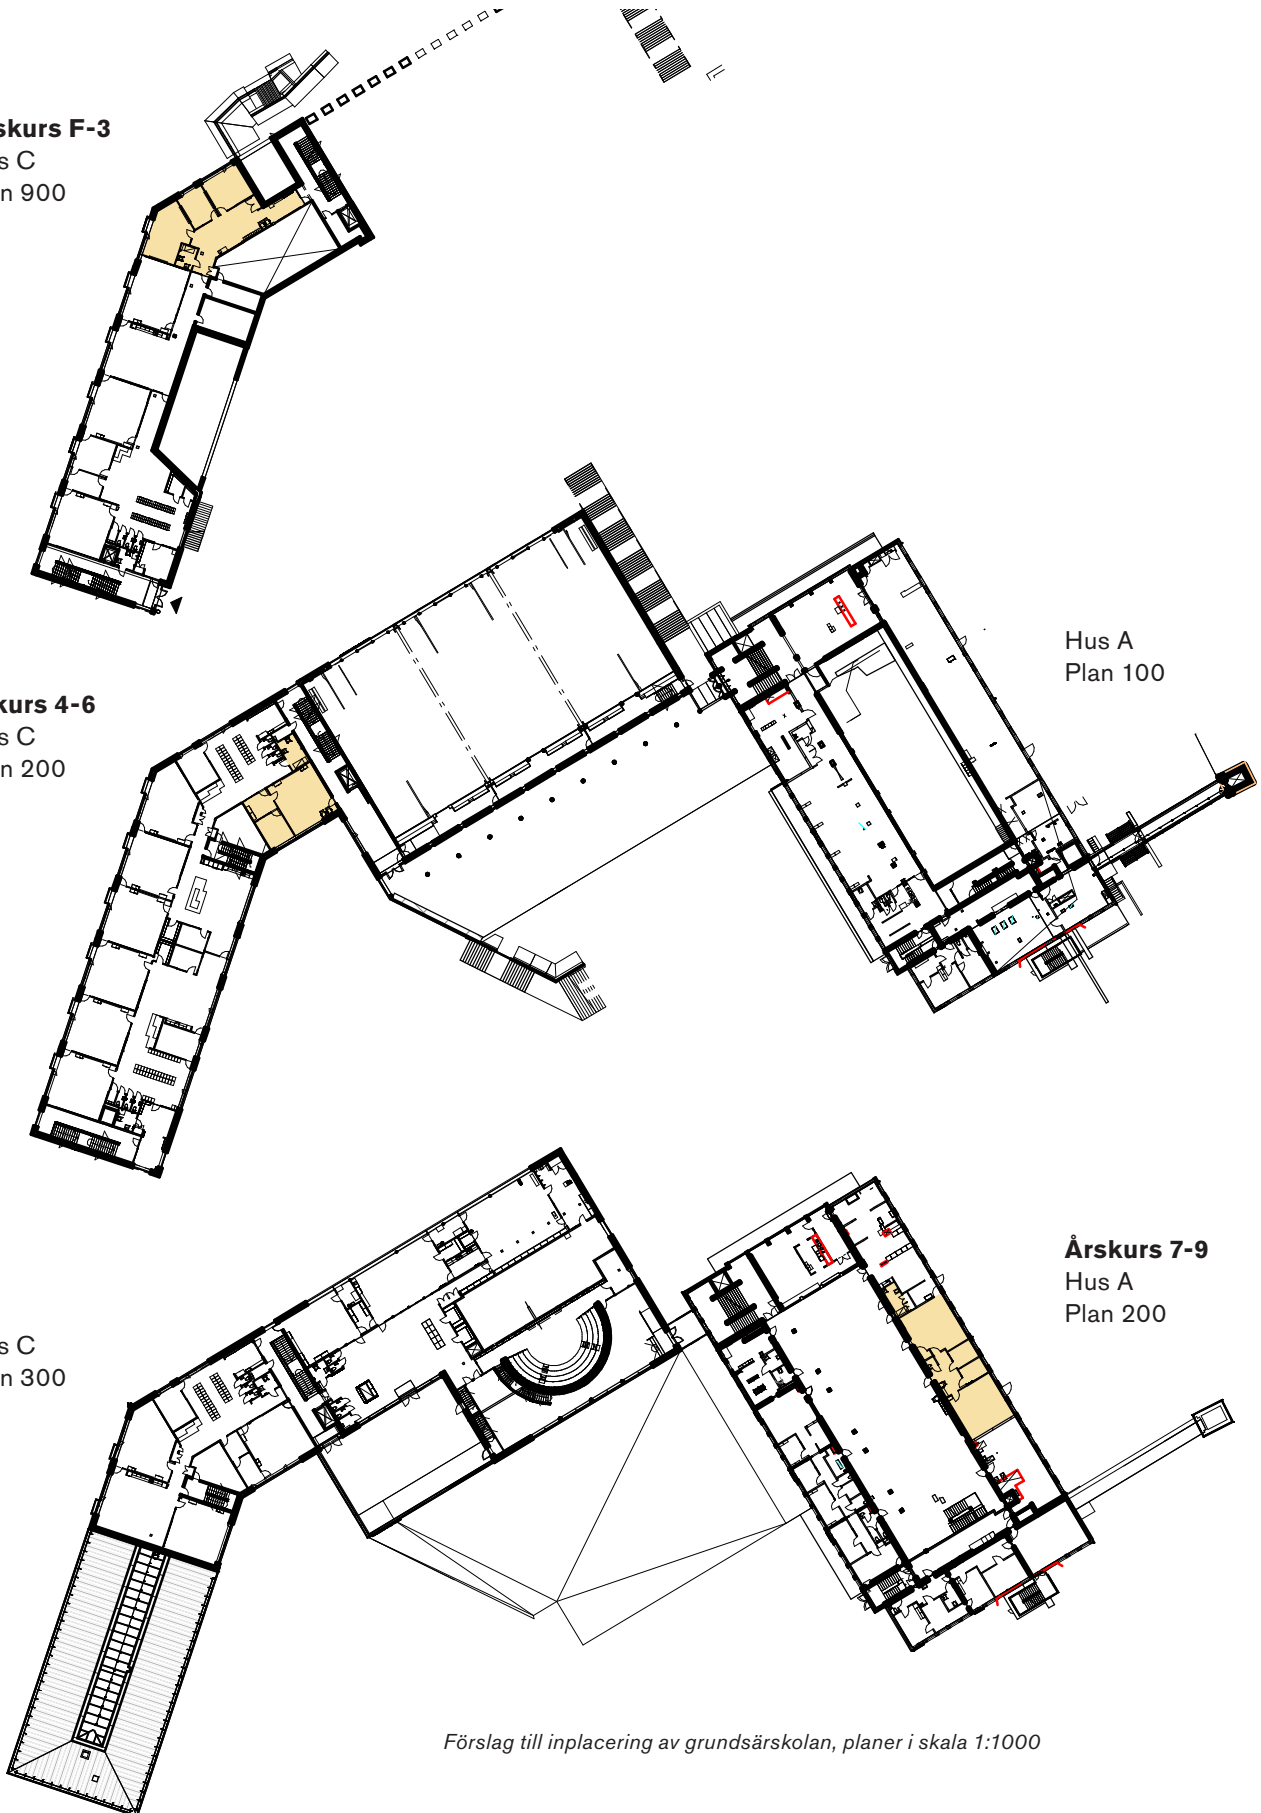 skurs F-3
s C
n 900
Hus A
Plan 100
kurs 4-6
s C
n 200
Årskurs 7-9
Hus A
Plan 200
s C
n 300
Förslag till inplacering av grundsärskolan, planer i skala 1:1000